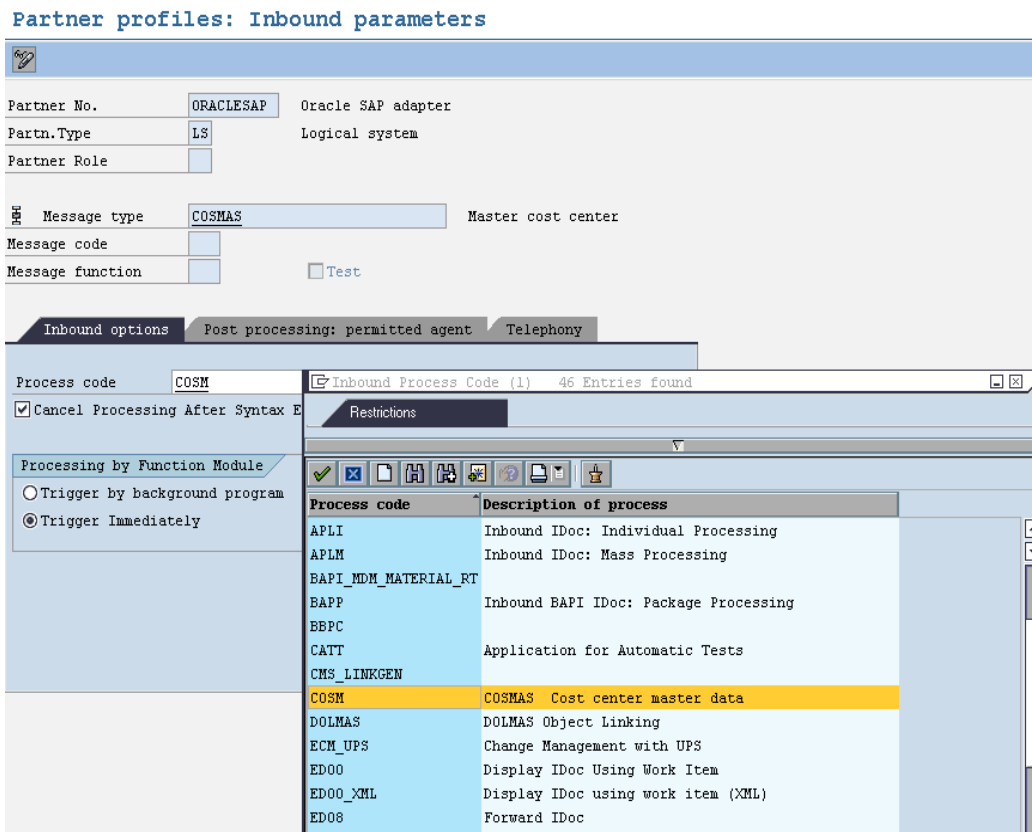 Partner profiles: Inbound parameters
Partner No. ORACLESAP Oracle SAP adapter
Partn.Type LS Logical system
Partner Role
Message type COSMAS Master cost center
Message code
Message function Test
Inbound options Post processing: permitted agent Telephony
Process code COSM
Cancel Processing After Syntax E
Processing by Function Module
Trigger by background program
Trigger Immediately
Inbound Process Code (1) 46 Entries found
Restrictions
Process code Description of process
APLI Inbound IDoc: Individual Processing
APLM Inbound IDoc: Mass Processing
BAPI_MDM_MATERIAL_RT
BAPP Inbound BAPI IDoc: Package Processing
BBPC
CATT Application for Automatic Tests
CMS_LINKGEN
COSM COSMAS Cost center master data
DOLMAS DOLMAS Object Linking
ECM_UPS Change Management with UPS
ED00 Display IDoc Using Work Item
ED00_XML Display IDoc using work item (XML)
ED08 Forward IDoc